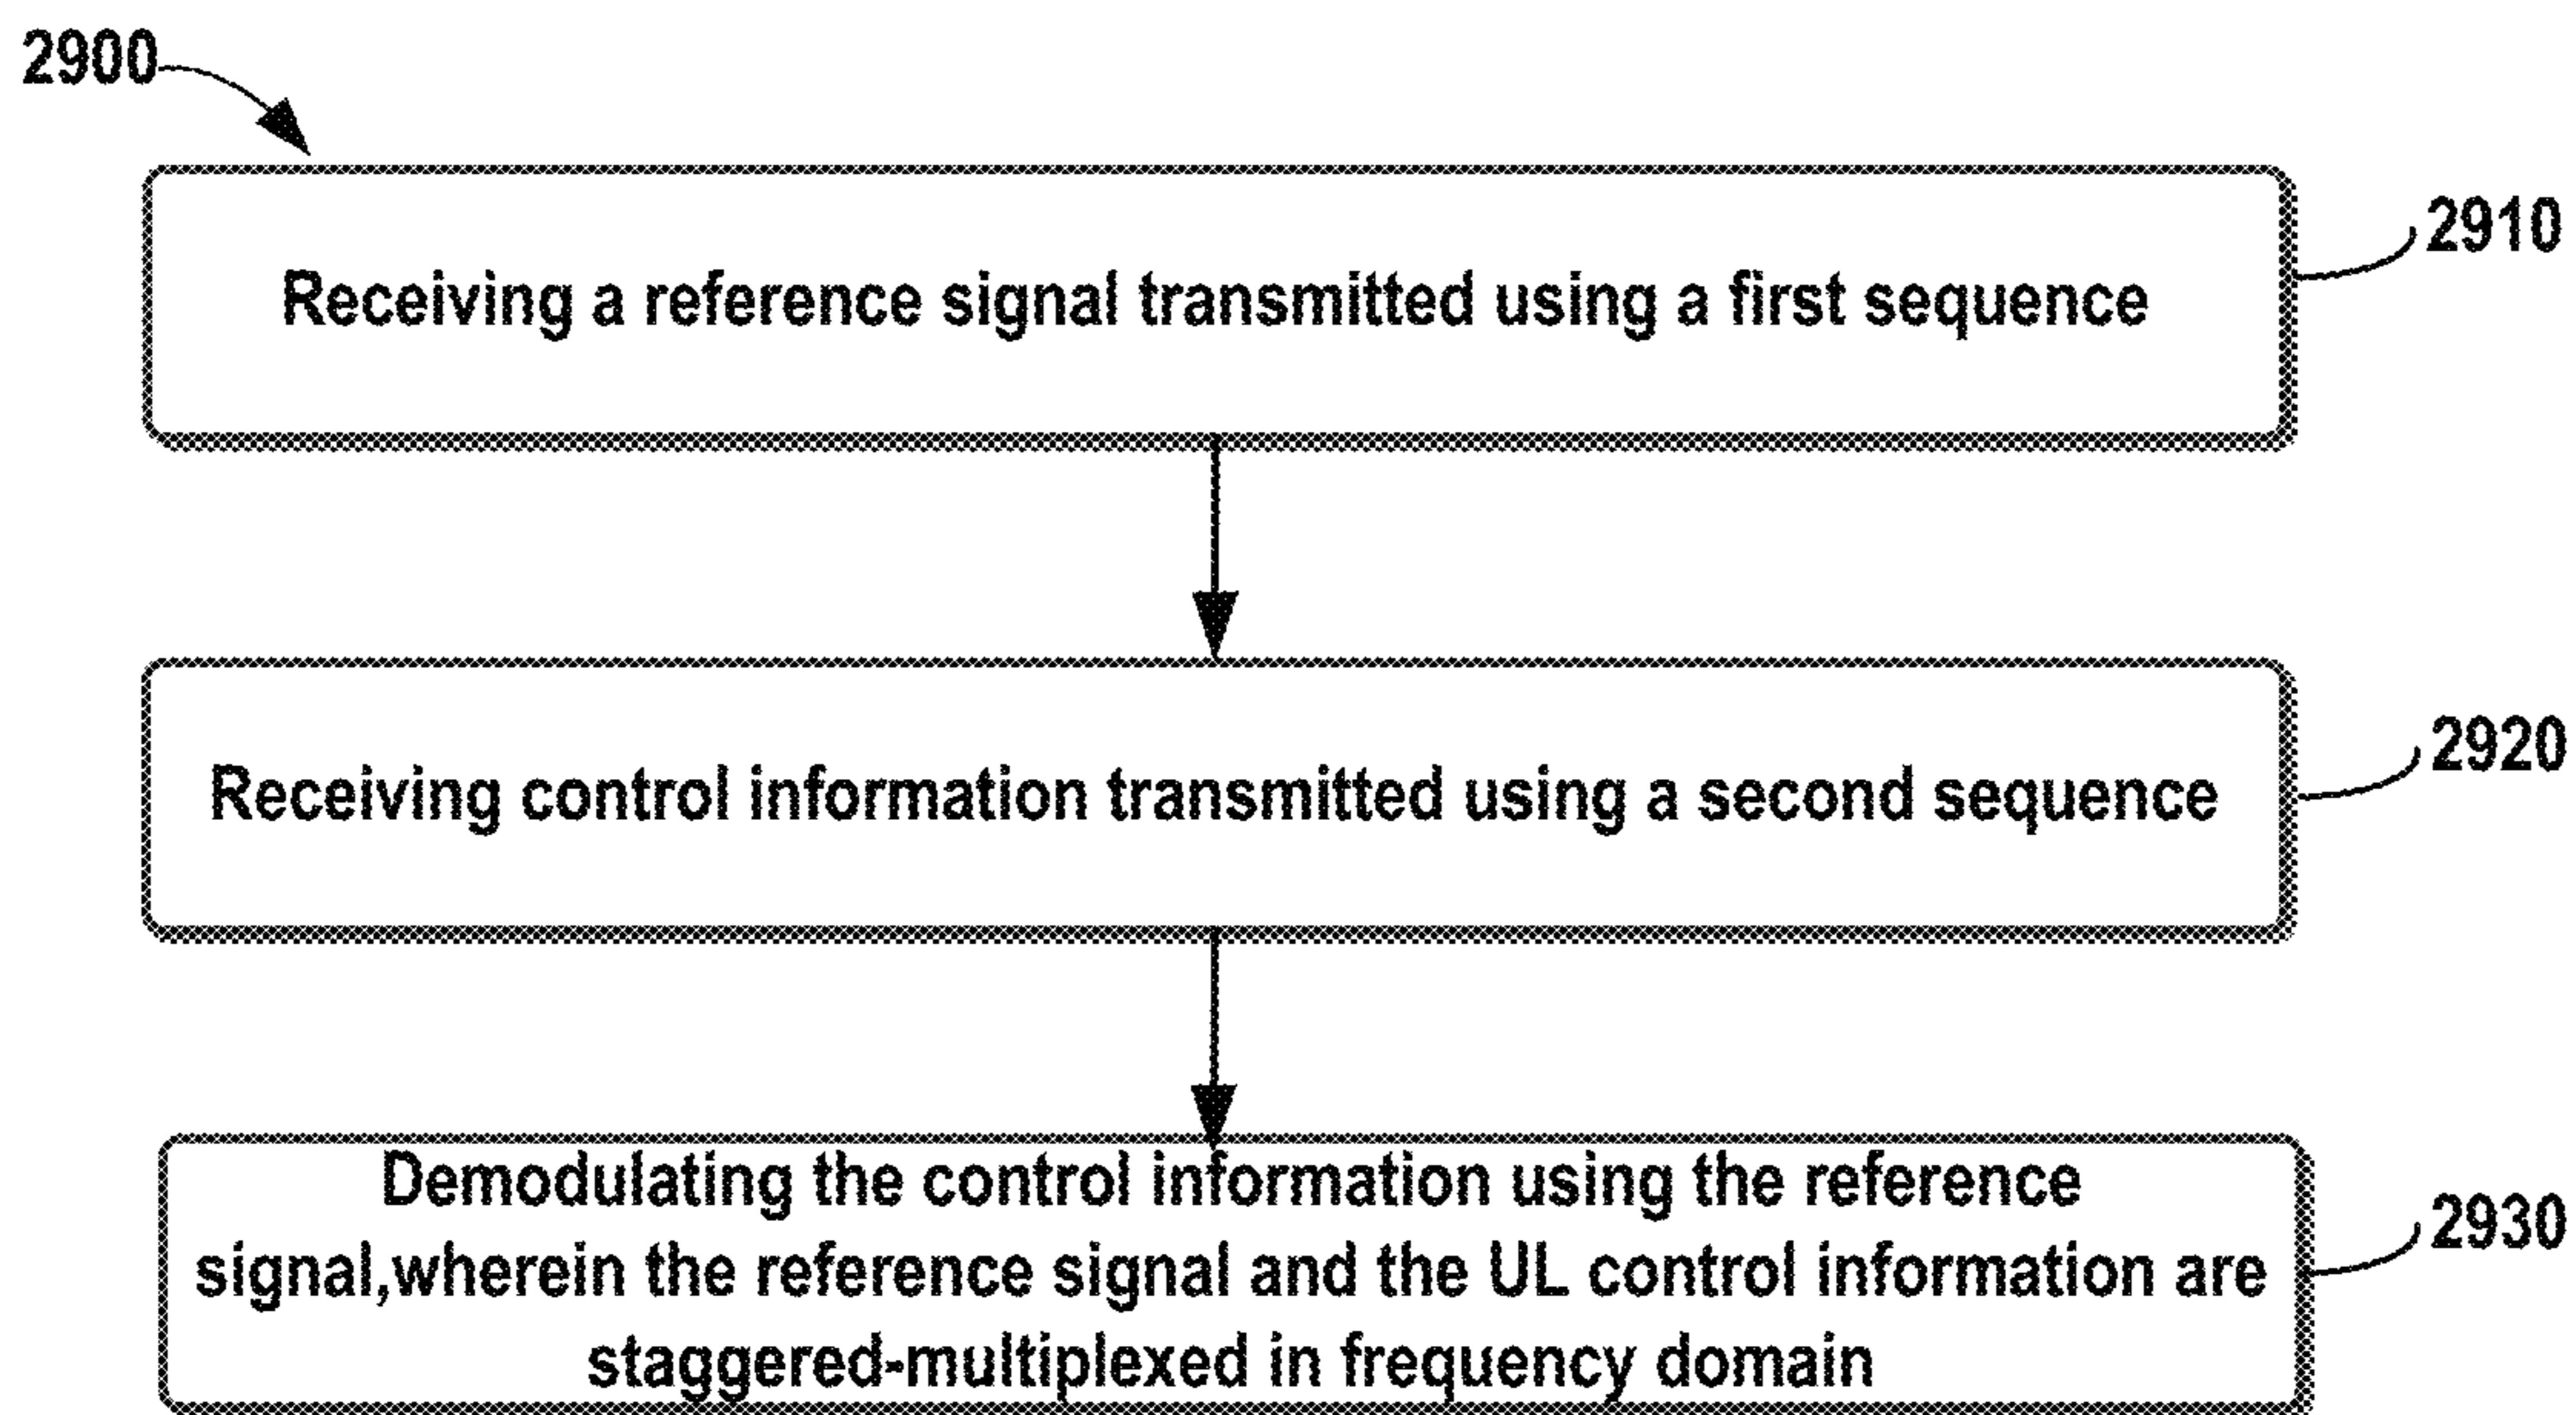 2900
Receiving a reference signal transmitted using a first sequence
2910
Receiving control information transmitted using a second sequence
2920
Demodulating the control information using the reference
signal,wherein the reference signal and the UL control information are
staggered-multiplexed in frequency domain
2930